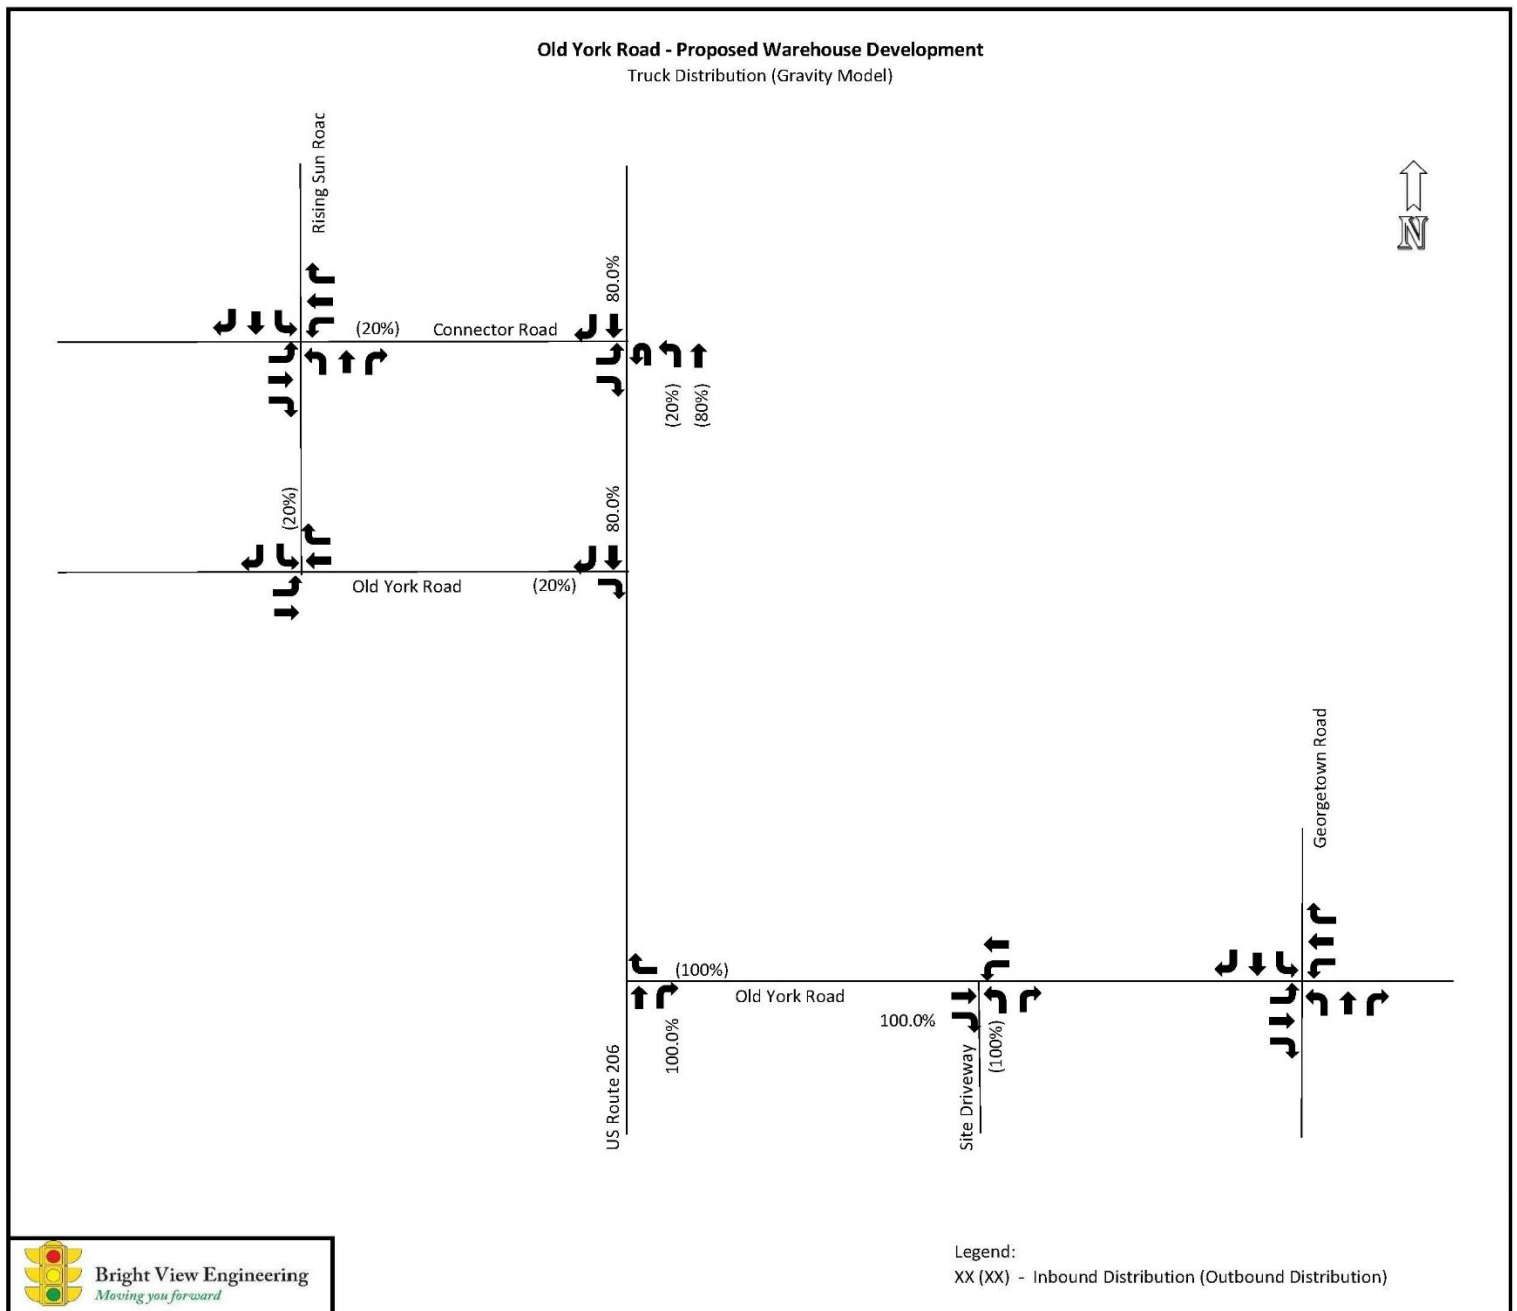 Old York Road - Proposed Warehouse Development
Truck Distribution (Gravity Model)
Rising Sun Roac
N
80.0%
(20%)
Connector Road
(20%)
(80%)
(20%)
80.0%
Old York Road
(20%)
Georgetown Road
(100%)
Old York Road
100.0%
100.0%
(100%)
US Route 206
Site Driveway
Legend:
XX (XX) - Inbound Distribution (Outbound Distribution)
Bright View Engineering
Moving you forward